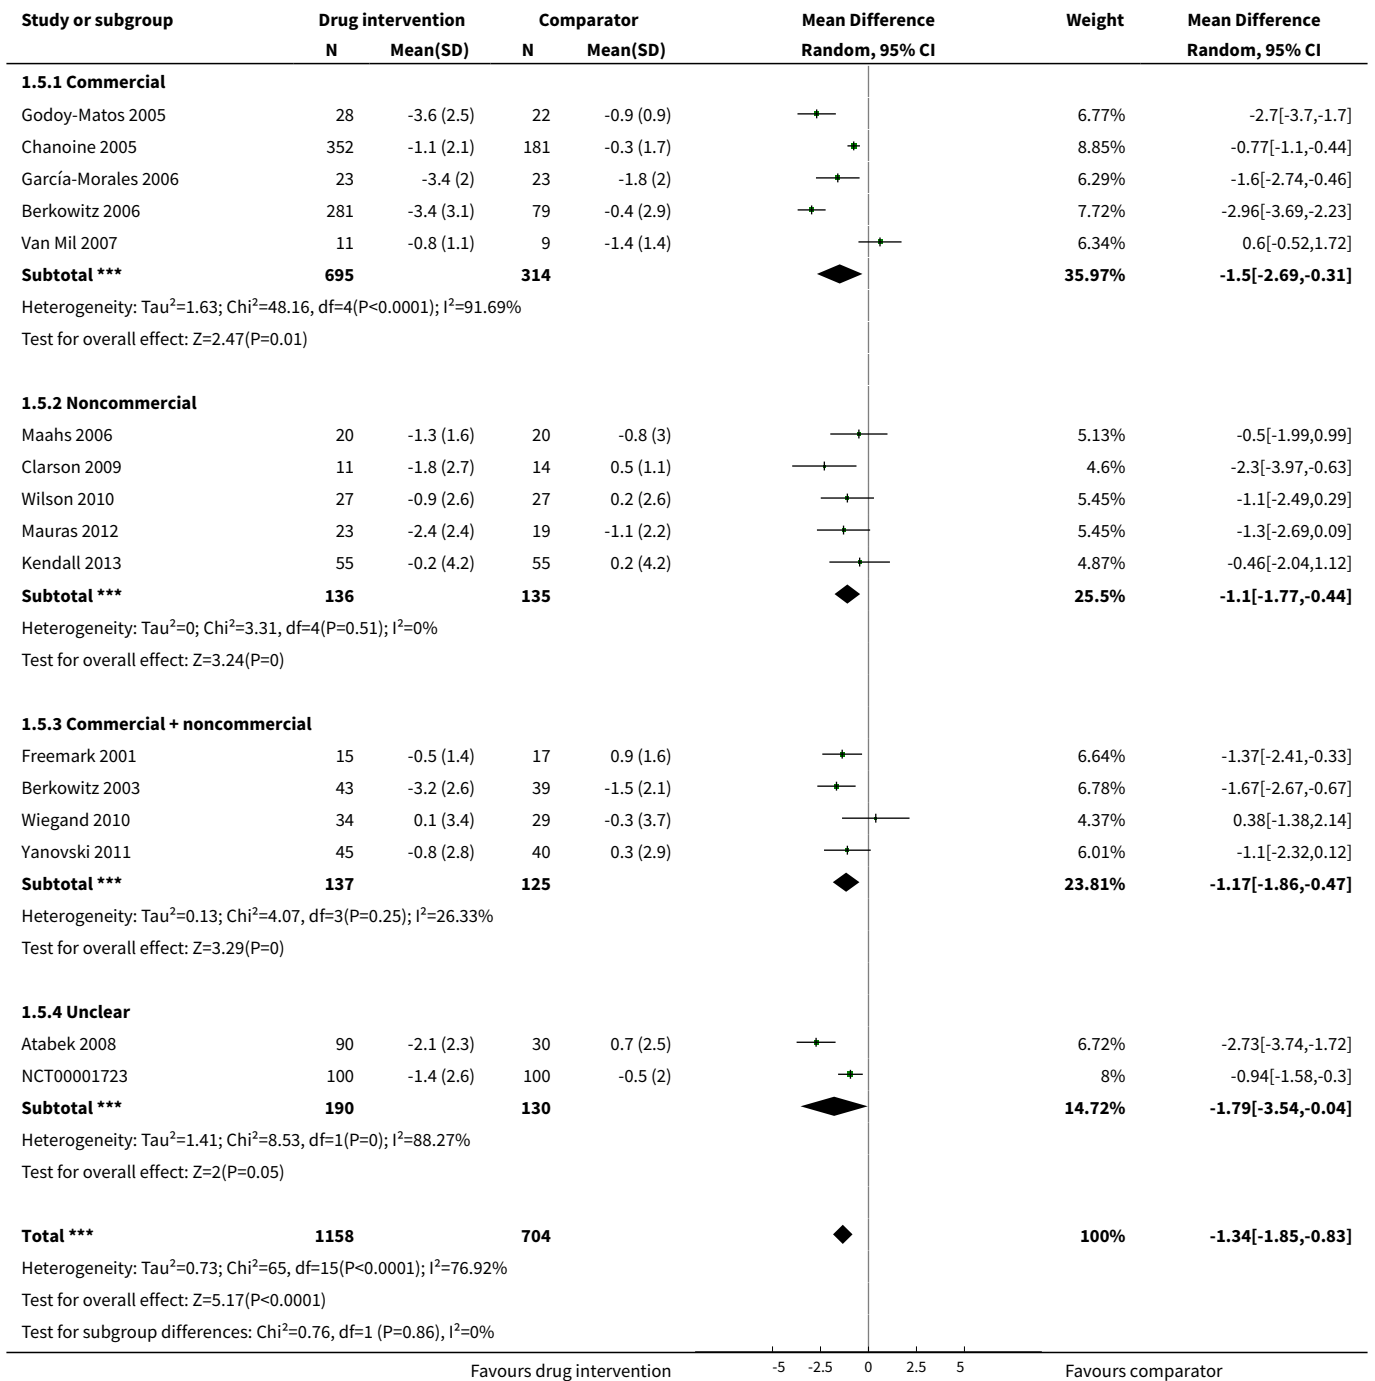 Study or subgroup Drug intervention Comparator Mean Difference Weight Mean Difference
N Mean(SD) N Mean(SD) Random, 95% CI Random, 95% CI
1.5.1 Commercial
Godoy-Matos 2005 28 -3.6 (2.5) 22 -0.9 (0.9) 6.77% -2.7[-3.7,-1.7]
Chanoine 2005 352 -1.1 (2.1) 181 -0.3 (1.7) 8.85% -0.77[-1.1,-0.44]
García-Morales 2006 23 -3.4 (2) 23 -1.8 (2) 6.29% -1.6[-2.74,-0.46]
Berkowitz 2006 281 -3.4 (3.1) 79 -0.4 (2.9) 7.72% -2.96[-3.69,-2.23]
Van Mil 2007 11 -0.8 (1.1) 9 -1.4 (1.4) 6.34% 0.6[-0.52,1.72]
Subtotal *** 695 314 35.97% -1.5[-2.69,-0.31]
Heterogeneity: Tau²=1.63; Chi²=48.16, df=4(P<0.0001); I²=91.69%
Test for overall effect: Z=2.47(P=0.01)
1.5.2 Noncommercial
Maahs 2006 20 -1.3 (1.6) 20 -0.8 (3) 5.13% -0.5[-1.99,0.99]
Clarson 2009 11 -1.8 (2.7) 14 0.5 (1.1) 4.6% -2.3[-3.97,-0.63]
Wilson 2010 27 -0.9 (2.6) 27 0.2 (2.6) 5.45% -1.1[-2.49,0.29]
Mauras 2012 23 -2.4 (2.4) 19 -1.1 (2.2) 5.45% -1.3[-2.69,0.09]
Kendall 2013 55 -0.2 (4.2) 55 0.2 (4.2) 4.87% -0.46[-2.04,1.12]
Subtotal *** 136 135 25.5% -1.1[-1.77,-0.44]
Heterogeneity: Tau²=0; Chi²=3.31, df=4(P=0.51); I²=0%
Test for overall effect: Z=3.24(P=0)
1.5.3 Commercial + noncommercial
Freemark 2001 15 -0.5 (1.4) 17 0.9 (1.6) 6.64% -1.37[-2.41,-0.33]
Berkowitz 2003 43 -3.2 (2.6) 39 -1.5 (2.1) 6.78% -1.67[-2.67,-0.67]
Wiegand 2010 34 0.1 (3.4) 29 -0.3 (3.7) 4.37% 0.38[-1.38,2.14]
Yanovski 2011 45 -0.8 (2.8) 40 0.3 (2.9) 6.01% -1.1[-2.32,0.12]
Subtotal *** 137 125 23.81% -1.17[-1.86,-0.47]
Heterogeneity: Tau²=0.13; Chi²=4.07, df=3(P=0.25); I²=26.33%
Test for overall effect: Z=3.29(P=0)
1.5.4 Unclear
Atabek 2008 90 -2.1 (2.3) 30 0.7 (2.5) 6.72% -2.73[-3.74,-1.72]
NCT00001723 100 -1.4 (2.6) 100 -0.5 (2) 8% -0.94[-1.58,-0.3]
Subtotal *** 190 130 14.72% -1.79[-3.54,-0.04]
Heterogeneity: Tau²=1.41; Chi²=8.53, df=1(P=0); I²=88.27%
Test for overall effect: Z=2(P=0.05)
Total *** 1158 704 100% -1.34[-1.85,-0.83]
Heterogeneity: Tau²=0.73; Chi²=65, df=15(P<0.0001); I²=76.92%
Test for overall effect: Z=5.17(P<0.0001)
Test for subgroup differences: Chi²=0.76, df=1 (P=0.86), I²=0%
Favours drug intervention -5 -2.5 0 2.5 5 Favours comparator